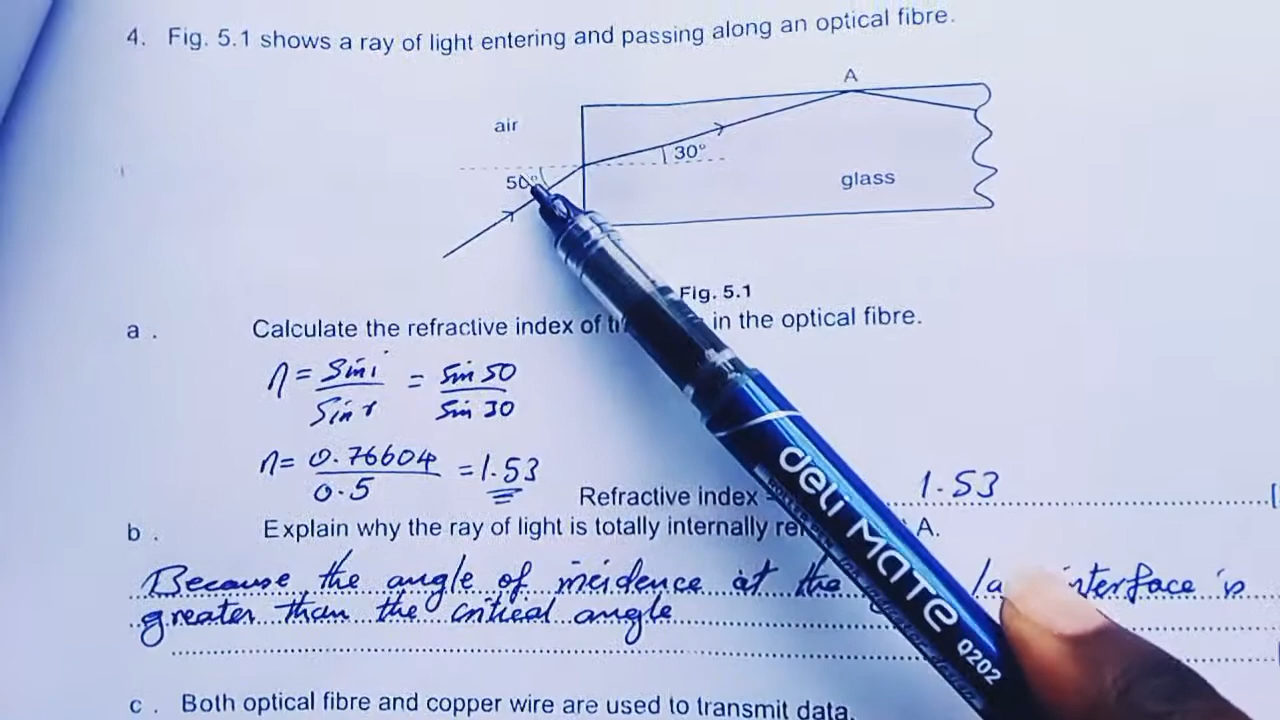 4. Fig. 5.1 shows a ray of light entering and passing along an optical fibre.
A
air
30°
50°
glass
Fig. 5.1
a . Calculate the refractive index of in the optical fibre.
η = Sin i / Sin r = Sin 50 / Sin 30
n = 0.76604 / 0.5 = 1.53
Refractive index = 1.53
b . Explain why the ray of light is totally internally A.
Because the angle of incidence at the interface is
greater than the critical angle
c . Both optical fibre and copper wire are used to transmit data.
deli MATE Q202